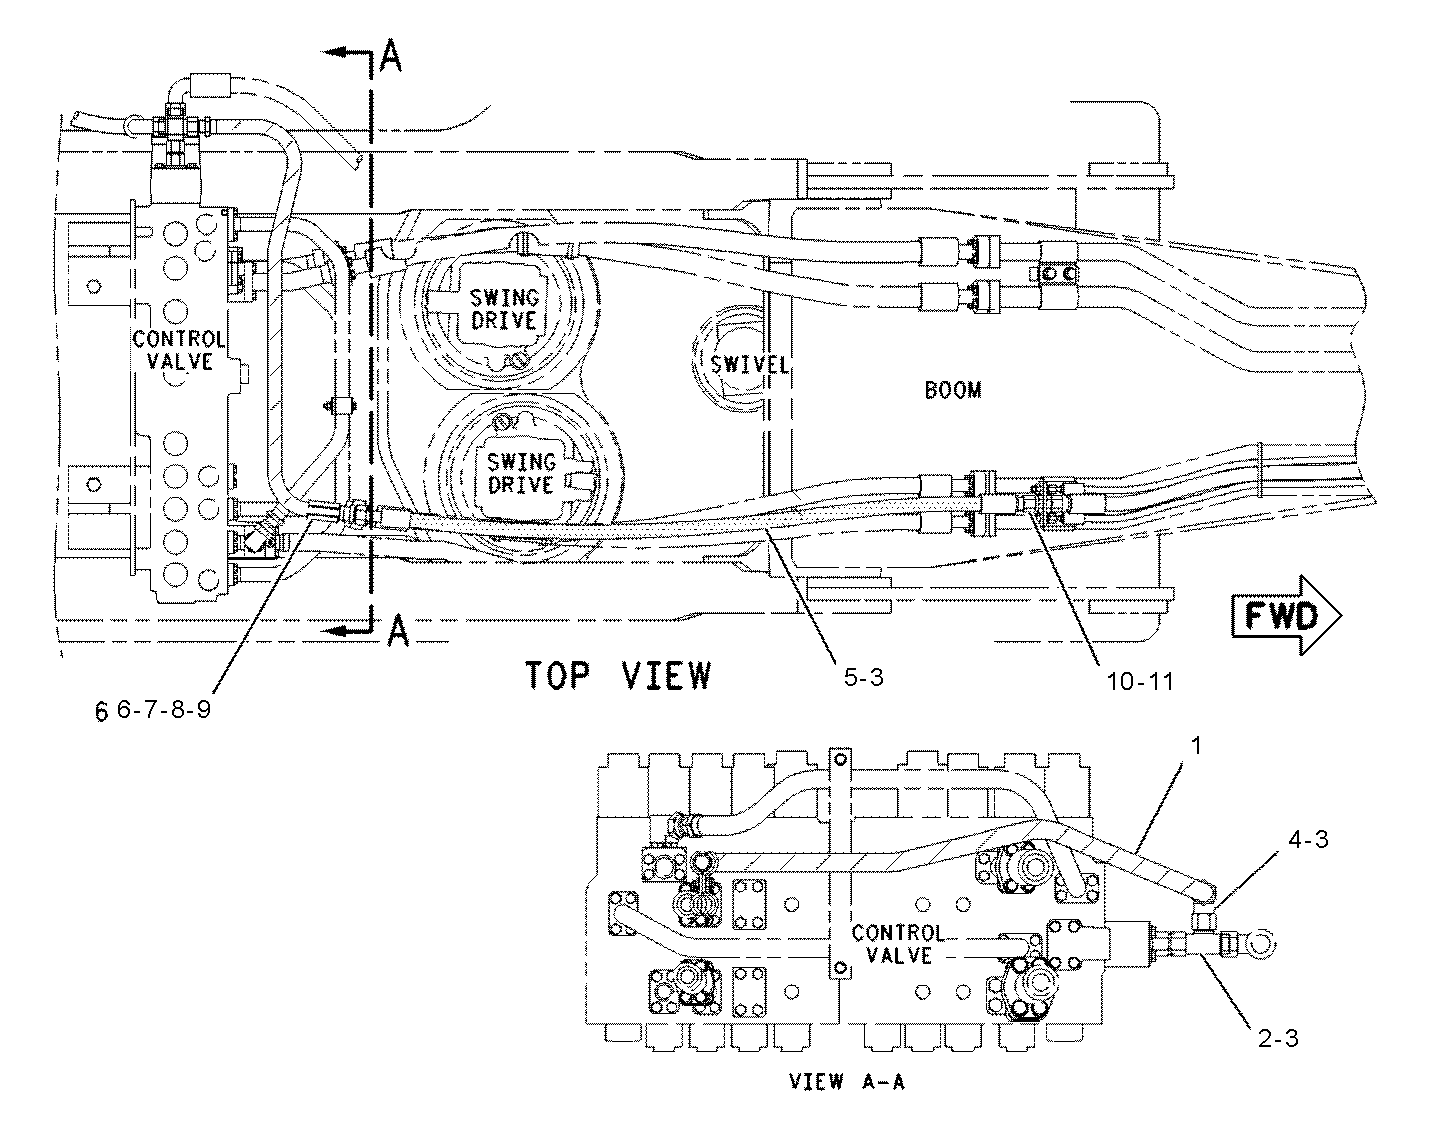 A
SWING
DRIVE
CONTROL
VALVE
SWIVEL
BOOM
SWING
DRIVE
A
FWD
TOP VIEW
5-3
10-11
6 6-7-8-9
1
4-3
CONTROL
VALVE
2-3
VIEW A-A